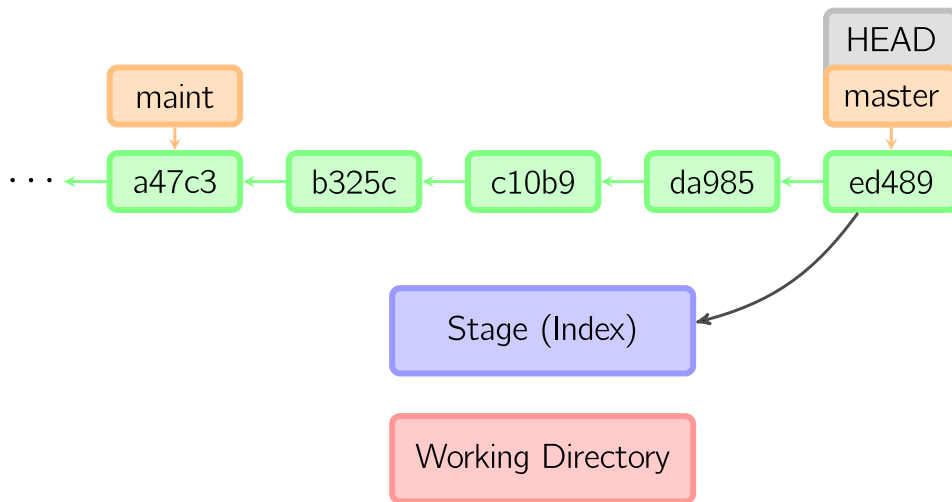 HEAD
maint
master
... a47c3 b325c c10b9 da985 ed489
Stage (Index)
Working Directory